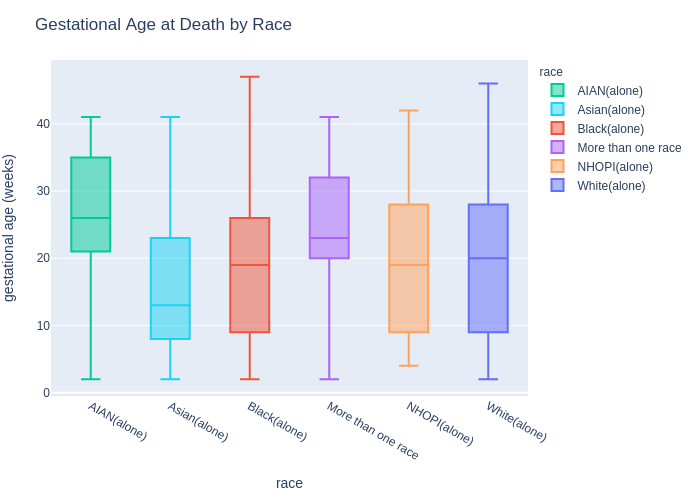 Gestational Age at Death by Race
race
AIAN(alone)
Asian(alone)
Black(alone)
More than one race
NHOPI(alone)
White(alone)
gestational age (weeks)
40
30
20
10
0
AIAN(alone)
Asian(alone)
Black(alone)
More than one race
NHOPI(alone)
White(alone)
race